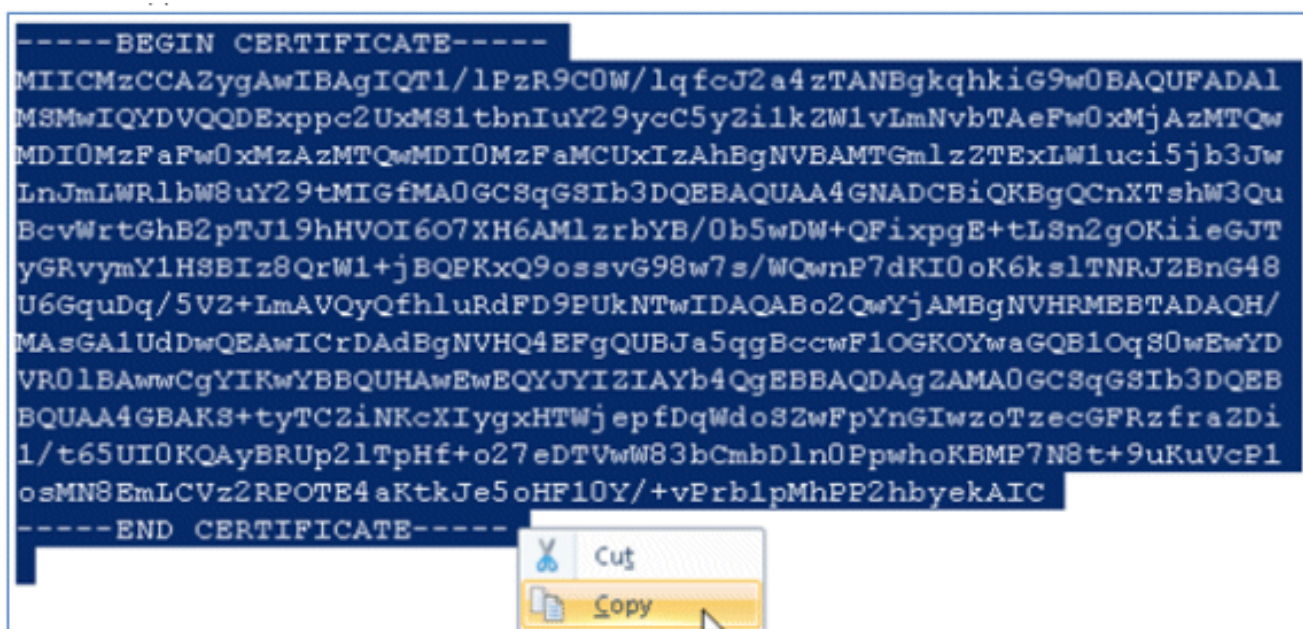 -----BEGIN CERTIFICATE-----
MIICMzCCAZygAwIBAgIQT1/lPzR9C0W/lqfcJ2a4zTANBgkqhkiG9w0BAQUFADAl
MSMwIQYDVQQDExppc2UxMS1tbnIuY29ycC5yZi1kZW1vLmNvbTAeFw0xMjAzMTQw
MDI0MzFaFw0xMzAzMTQwMDI0MzFaMCUxIzAhBgNVBAMTGmlzZTExLW1uci5jb3Jw
LnJmLWRlbW8uY29tMIGfMA0GCSqGSIb3DQEBAQUAA4GNADCBiQKBgQCnXTshW3Qu
BcvWrtGhB2pTJ19hHVOI6O7XH6AMlzrbYB/0b5wDW+QFixpgE+tLSn2gOKiieGJT
yGRvymY1HSBIz8QrW1+jBQPKxQ9ossvG98w7s/WQwnP7dKI0oK6kslTNRJZBnG48
U6GquDq/5VZ+LmAVQyQfhluRdFD9PUkNTwIDAQABo2QwYjAMBgNVHRMEBTADAQH/
MAsGA1UdDwQEAwICrDAdBgNVHQ4EFgQUBJa5qgBccwF1OGKOYwaGQB1OqS0wEwYD
VR0lBAwwCgYIKwYBBQUHAwEwEQYJYIZIAYb4QgEBBAQDAgZAMA0GCSqGSIb3DQEB
BQUAA4GBAKS+tyTCZiNKcXIygxHTWjepfDqWdoSZwFpYnGIwzoTzecGFRzfraZDi
1/t65UI0KQAyBRUp2lTpHf+o27eDTVwW83bCmbDln0PpwhoKBMP7N8t+9uKuVcP1
osMN8EmLCVz2RPOTE4aKtkJe5oHF10Y/+vPrb1pMhPP2hbyekAIC
-----END CERTIFICATE-----
Cut
Copy